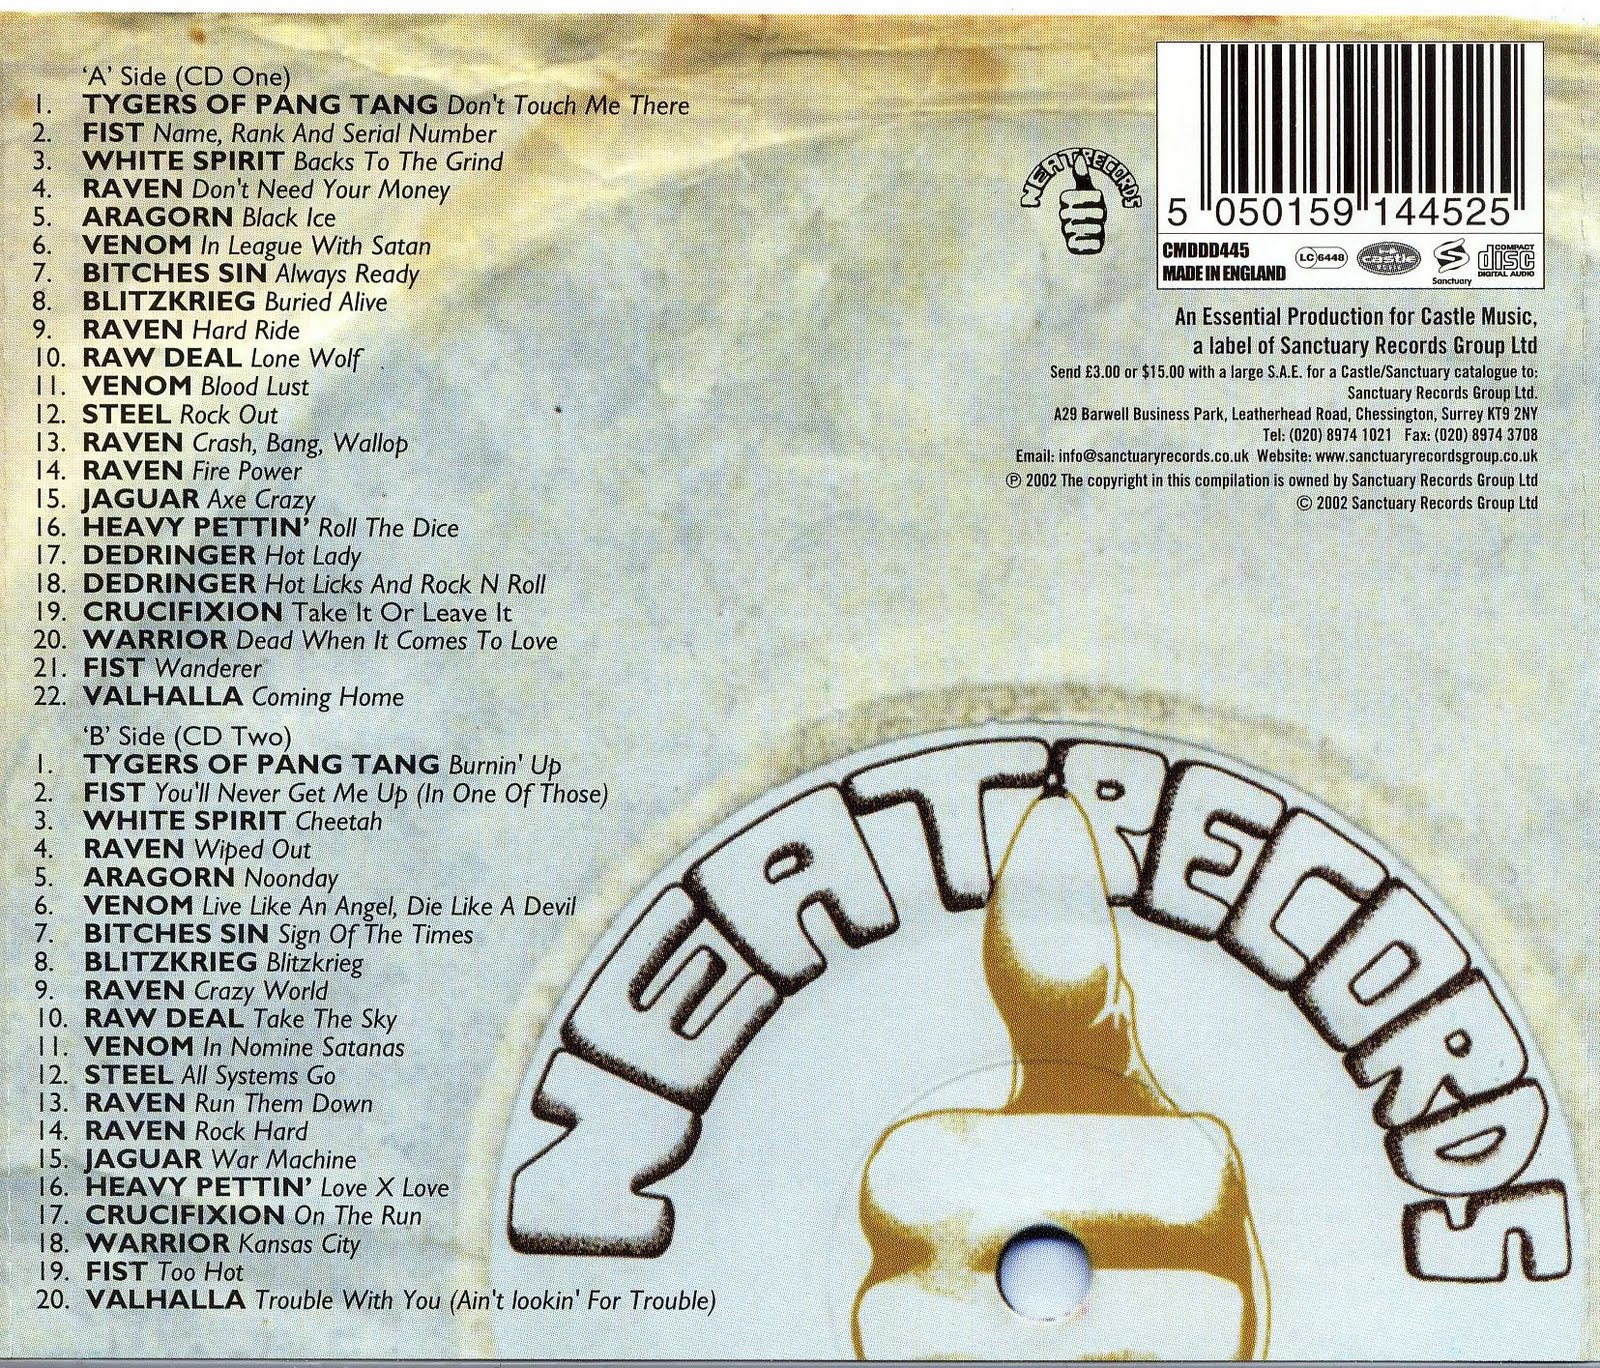 'A' Side (CD One)
1. TYGERS OF PANG TANG Don't Touch Me There
2. FIST Name, Rank And Serial Number
3. WHITE SPIRIT Backs To The Grind
4. RAVEN Don't Need Your Money
5. ARAGORN Black Ice
6. VENOM In League With Satan
7. BITCHES SIN Always Ready
8. BLITZKRIEG Buried Alive
9. RAVEN Hard Ride
10. RAW DEAL Lone Wolf
11. VENOM Blood Lust
12. STEEL Rock Out
13. RAVEN Crash, Bang, Wallop
14. RAVEN Fire Power
15. JAGUAR Axe Crazy
16. HEAVY PETTIN' Roll The Dice
17. DEDRINGER Hot Lady
18. DEDRINGER Hot Licks And Rock N Roll
19. CRUCIFIXION Take It Or Leave It
20. WARRIOR Dead When It Comes To Love
21. FIST Wanderer
22. VALHALLA Coming Home
'B' Side (CD Two)
1. TYGERS OF PANG TANG Burnin' Up
2. FIST You'll Never Get Me Up (In One Of Those)
3. WHITE SPIRIT Cheetah
4. RAVEN Wiped Out
5. ARAGORN Noonday
6. VENOM Live Like An Angel, Die Like A Devil
7. BITCHES SIN Sign Of The Times
8. BLITZKRIEG Blitzkrieg
9. RAVEN Crazy World
10. RAW DEAL Take The Sky
11. VENOM In Nomine Satanas
12. STEEL All Systems Go
13. RAVEN Run Them Down
14. RAVEN Rock Hard
15. JAGUAR War Machine
16. HEAVY PETTIN' Love X Love
17. CRUCIFIXION On The Run
18. WARRIOR Kansas City
19. FIST Too Hot
20. VALHALLA Trouble With You (Ain't lookin' For Trouble)
NEAT RECORDS
5 050159 144525
CMDDD445
MADE IN ENGLAND
LC 6448
castle
Sanctuary
COMPACT
disc
DIGITAL AUDIO
An Essential Production for Castle Music,
a label of Sanctuary Records Group Ltd
Send £3.00 or $15.00 with a large S.A.E. for a Castle/Sanctuary catalogue to:
Sanctuary Records Group Ltd.
A29 Barwell Business Park, Leatherhead Road, Chessington, Surrey KT9 2NY
Tel: (020) 8974 1021 Fax: (020) 8974 3708
Email: info@sanctuaryrecords.co.uk Website: www.sanctuaryrecordsgroup.co.uk
℗ 2002 The copyright in this compilation is owned by Sanctuary Records Group Ltd
© 2002 Sanctuary Records Group Ltd
NEAT RECORDS